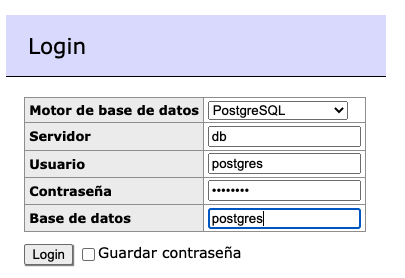 Login
Motor de base de datos PostgreSQL
Servidor db
Usuario postgres
Contraseña ••••••••
Base de datos postgres
Login Guardar contraseña